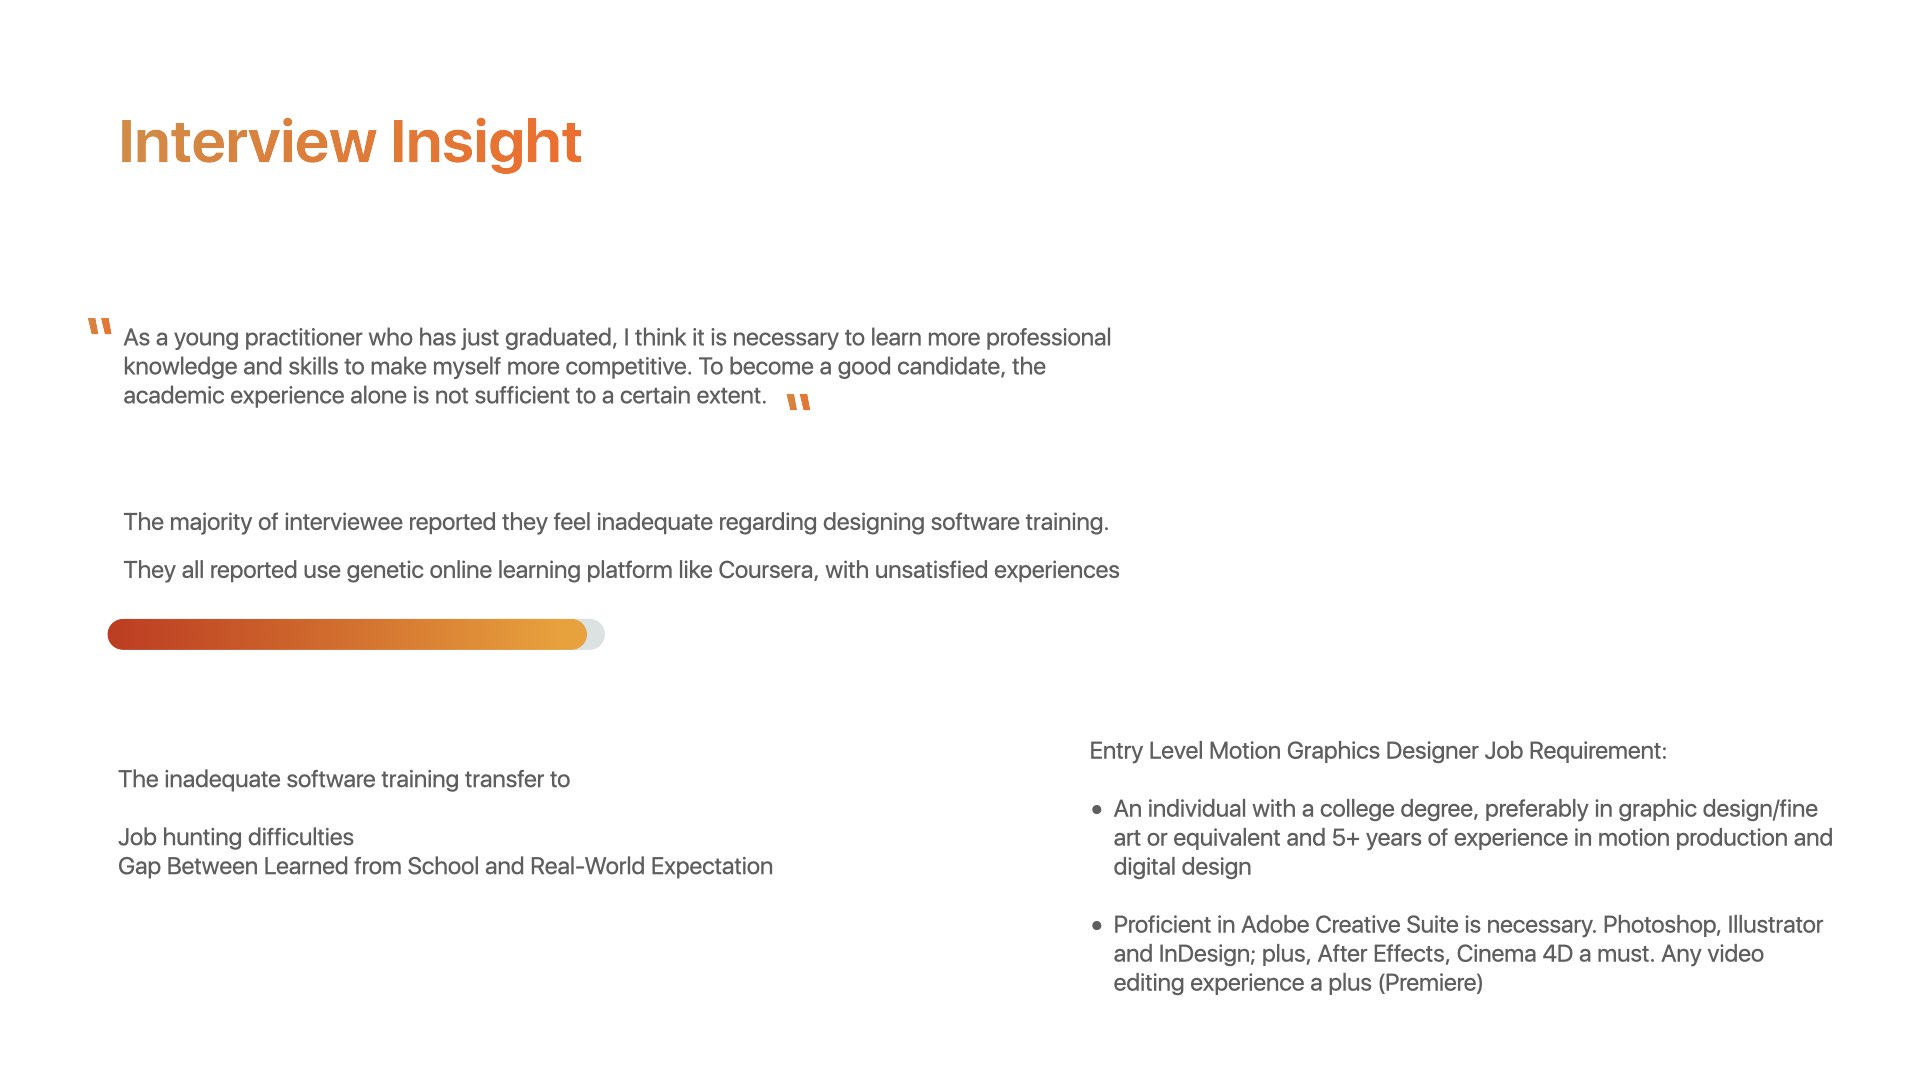 Interview Insight
"As a young practitioner who has just graduated, I think it is necessary to learn more professional
knowledge and skills to make myself more competitive. To become a good candidate, the
academic experience alone is not sufficient to a certain extent."
The majority of interviewee reported they feel inadequate regarding designing software training.
They all reported use genetic online learning platform like Coursera, with unsatisfied experiences
The inadequate software training transfer to
Job hunting difficulties
Gap Between Learned from School and Real-World Expectation
Entry Level Motion Graphics Designer Job Requirement:
• An individual with a college degree, preferably in graphic design/fine
art or equivalent and 5+ years of experience in motion production and
digital design
• Proficient in Adobe Creative Suite is necessary. Photoshop, Illustrator
and InDesign; plus, After Effects, Cinema 4D a must. Any video
editing experience a plus (Premiere)